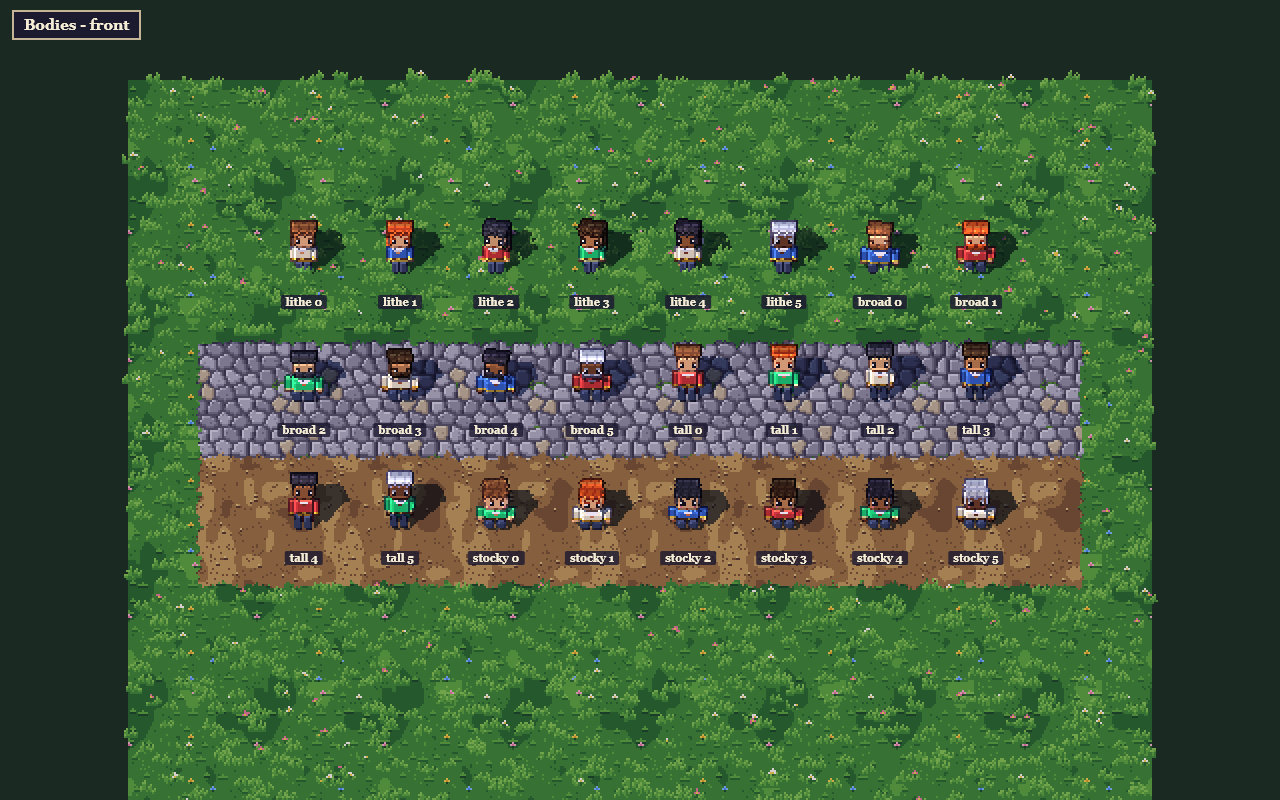 Bodies - front
lithe 0 lithe 1 lithe 2 lithe 3 lithe 4 lithe 5 broad 0 broad 1
broad 2 broad 3 broad 4 broad 5 tall 0 tall 1 tall 2 tall 3
tall 4 tall 5 stocky 0 stocky 1 stocky 2 stocky 3 stocky 4 stocky 5